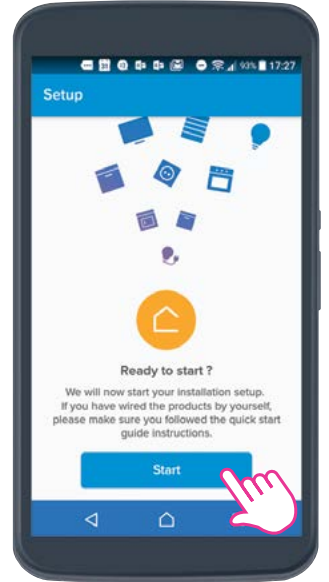 93% 17:27
Setup
Ready to start ?
We will now start your installation setup.
If you have wired the products by yourself,
please make sure you followed the quick start
guide instructions.
Start